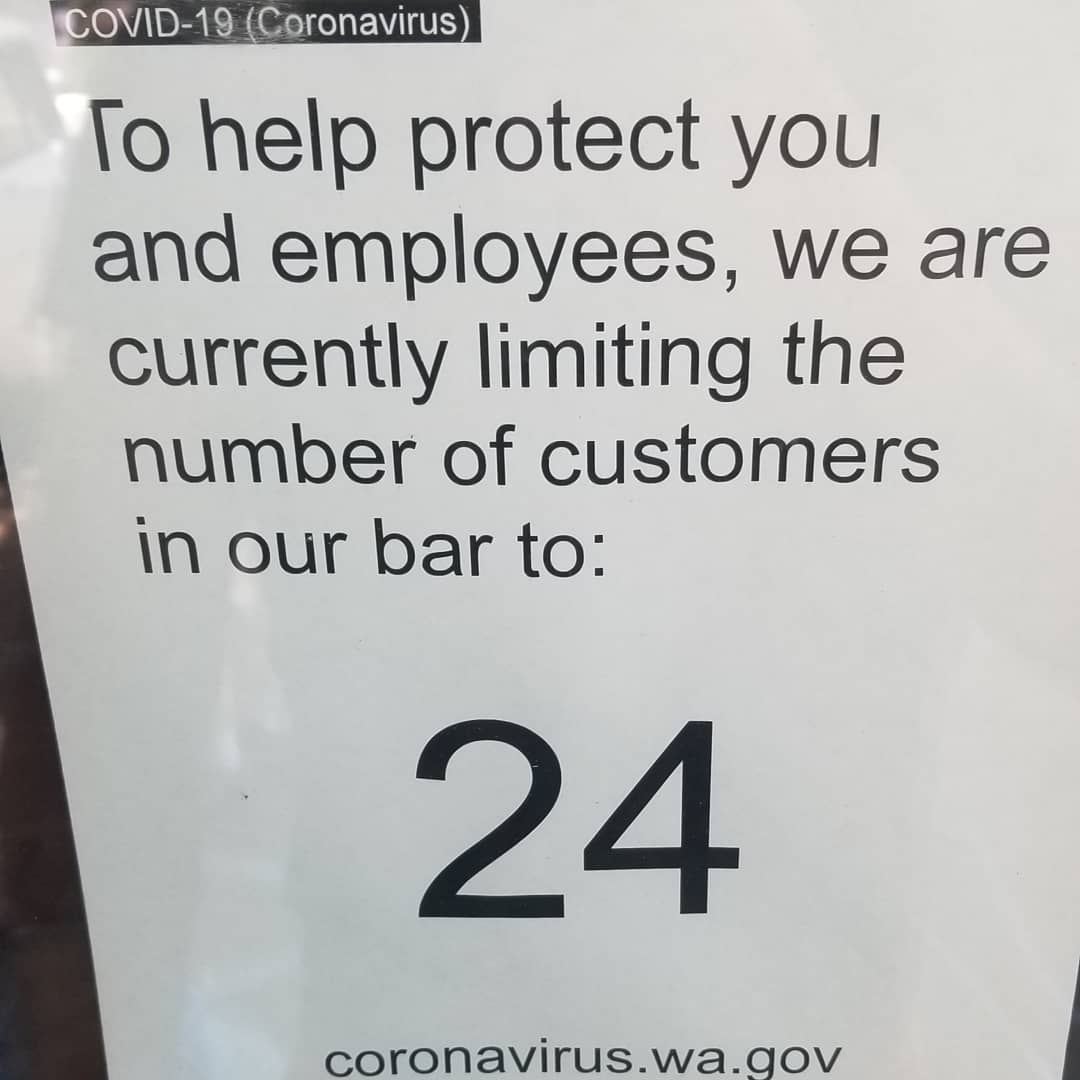 COVID-19 (Coronavirus)
To help protect you
and employees, we are
currently limiting the
number of customers
in our bar to:
24
coronavirus.wa.gov